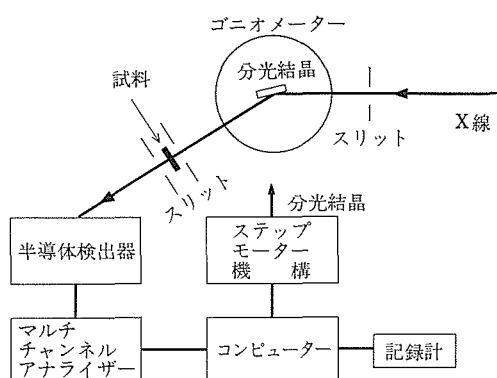 ゴニオメーター
分光結晶
試料
X線
スリット
スリット
分光結晶
半導体検出器
ステップ
モーター
機 構
マルチ
チャンネル
アナライザー
コンピューター
記録計